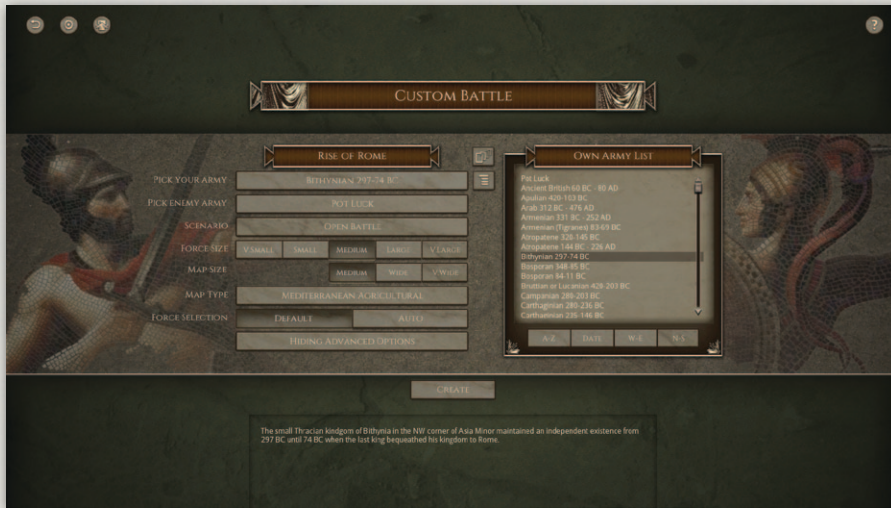 ?
Custom Battle
Rise of Rome
Pick Your Army
Bithynian 297-74 BC
Pick Enemy Army
Pot Luck
Scenario
Open Battle
Force Size
V.Small
Small
Medium
Large
V.Large
Map Size
Medium
Wide
V.Wide
Map Type
Mediterranean Agricultural
Force Selection
Default
Auto
Hiding Advanced Options
Own Army List
Pot Luck
Ancient British 60 BC - 80 AD
Apulian 420-203 BC
Arab 312 BC - 476 AD
Armenian 331 BC - 252 AD
Armenian (Tigranes) 83-69 BC
Atropatene 320-145 BC
Atropatene 144 BC - 226 AD
Bithynian 297-74 BC
Bosporan 348-85 BC
Bosporan 84-11 BC
Bruttian or Lucanian 420-203 BC
Campanian 280-203 BC
Carthaginian 280-236 BC
Carthaginian 235-146 BC
A-Z
Date
W-E
N-S
Create
The small Thracian kindgom of Bithynia in the NW corner of Asia Minor maintained an independent existence from
297 BC until 74 BC when the last king bequeathed his kingdom to Rome.